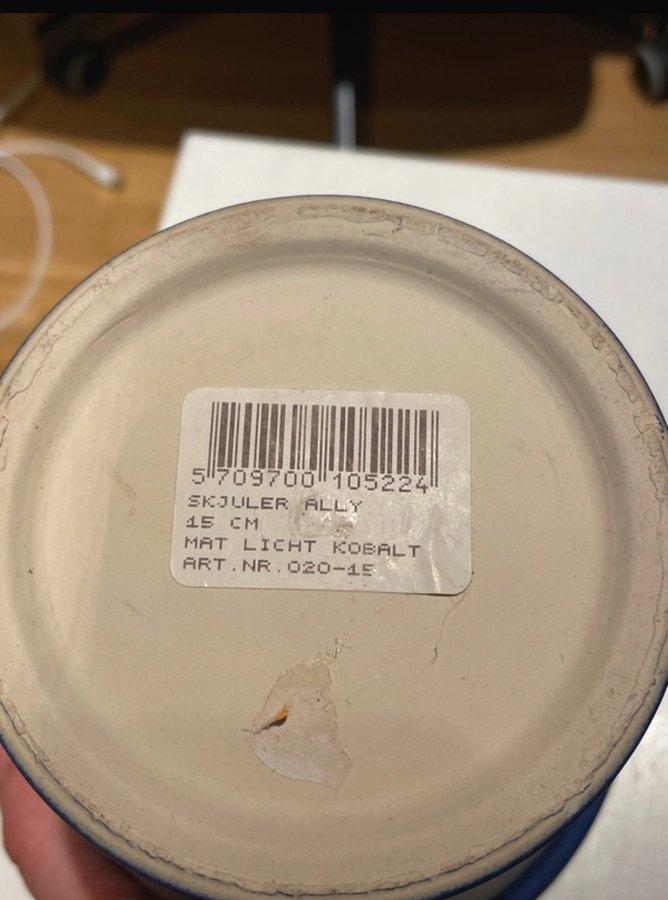 5 709700 105224
SKJULER ALLY
15 CM
MAT LICHT KOBALT
ART.NR.020-15